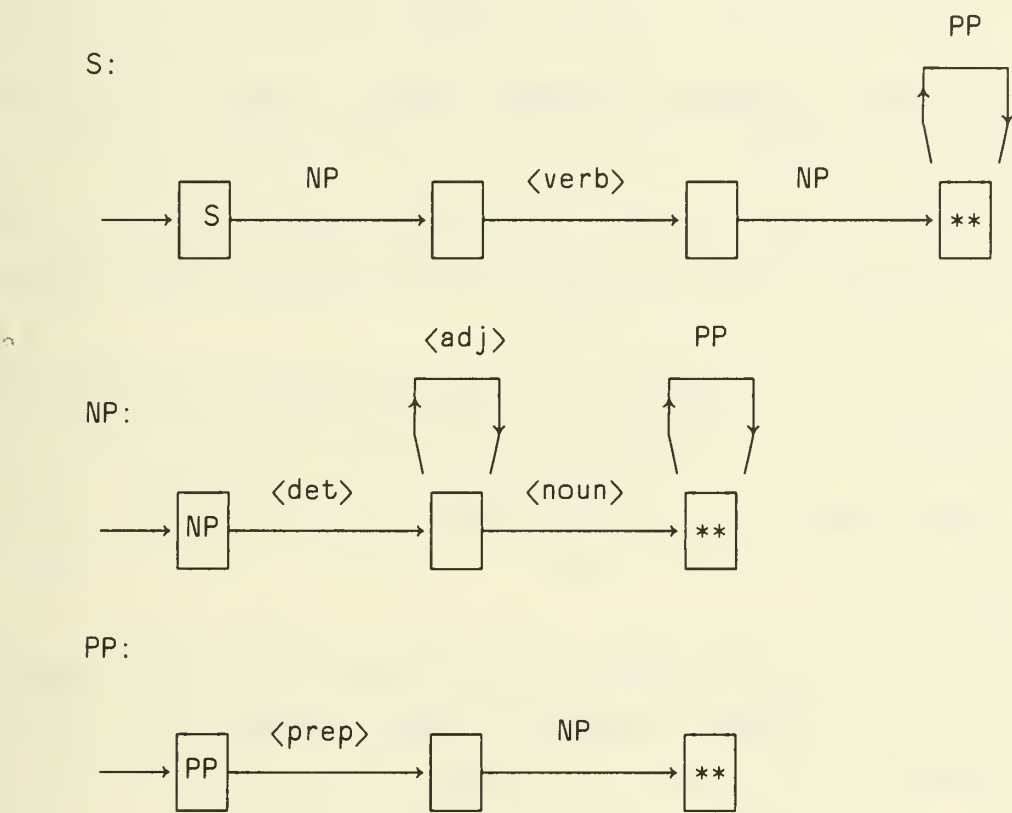 PP
S:
NP <verb> NP
S **
<adj> PP
NP:
<det> <noun>
NP **
PP:
<prep> NP
PP **